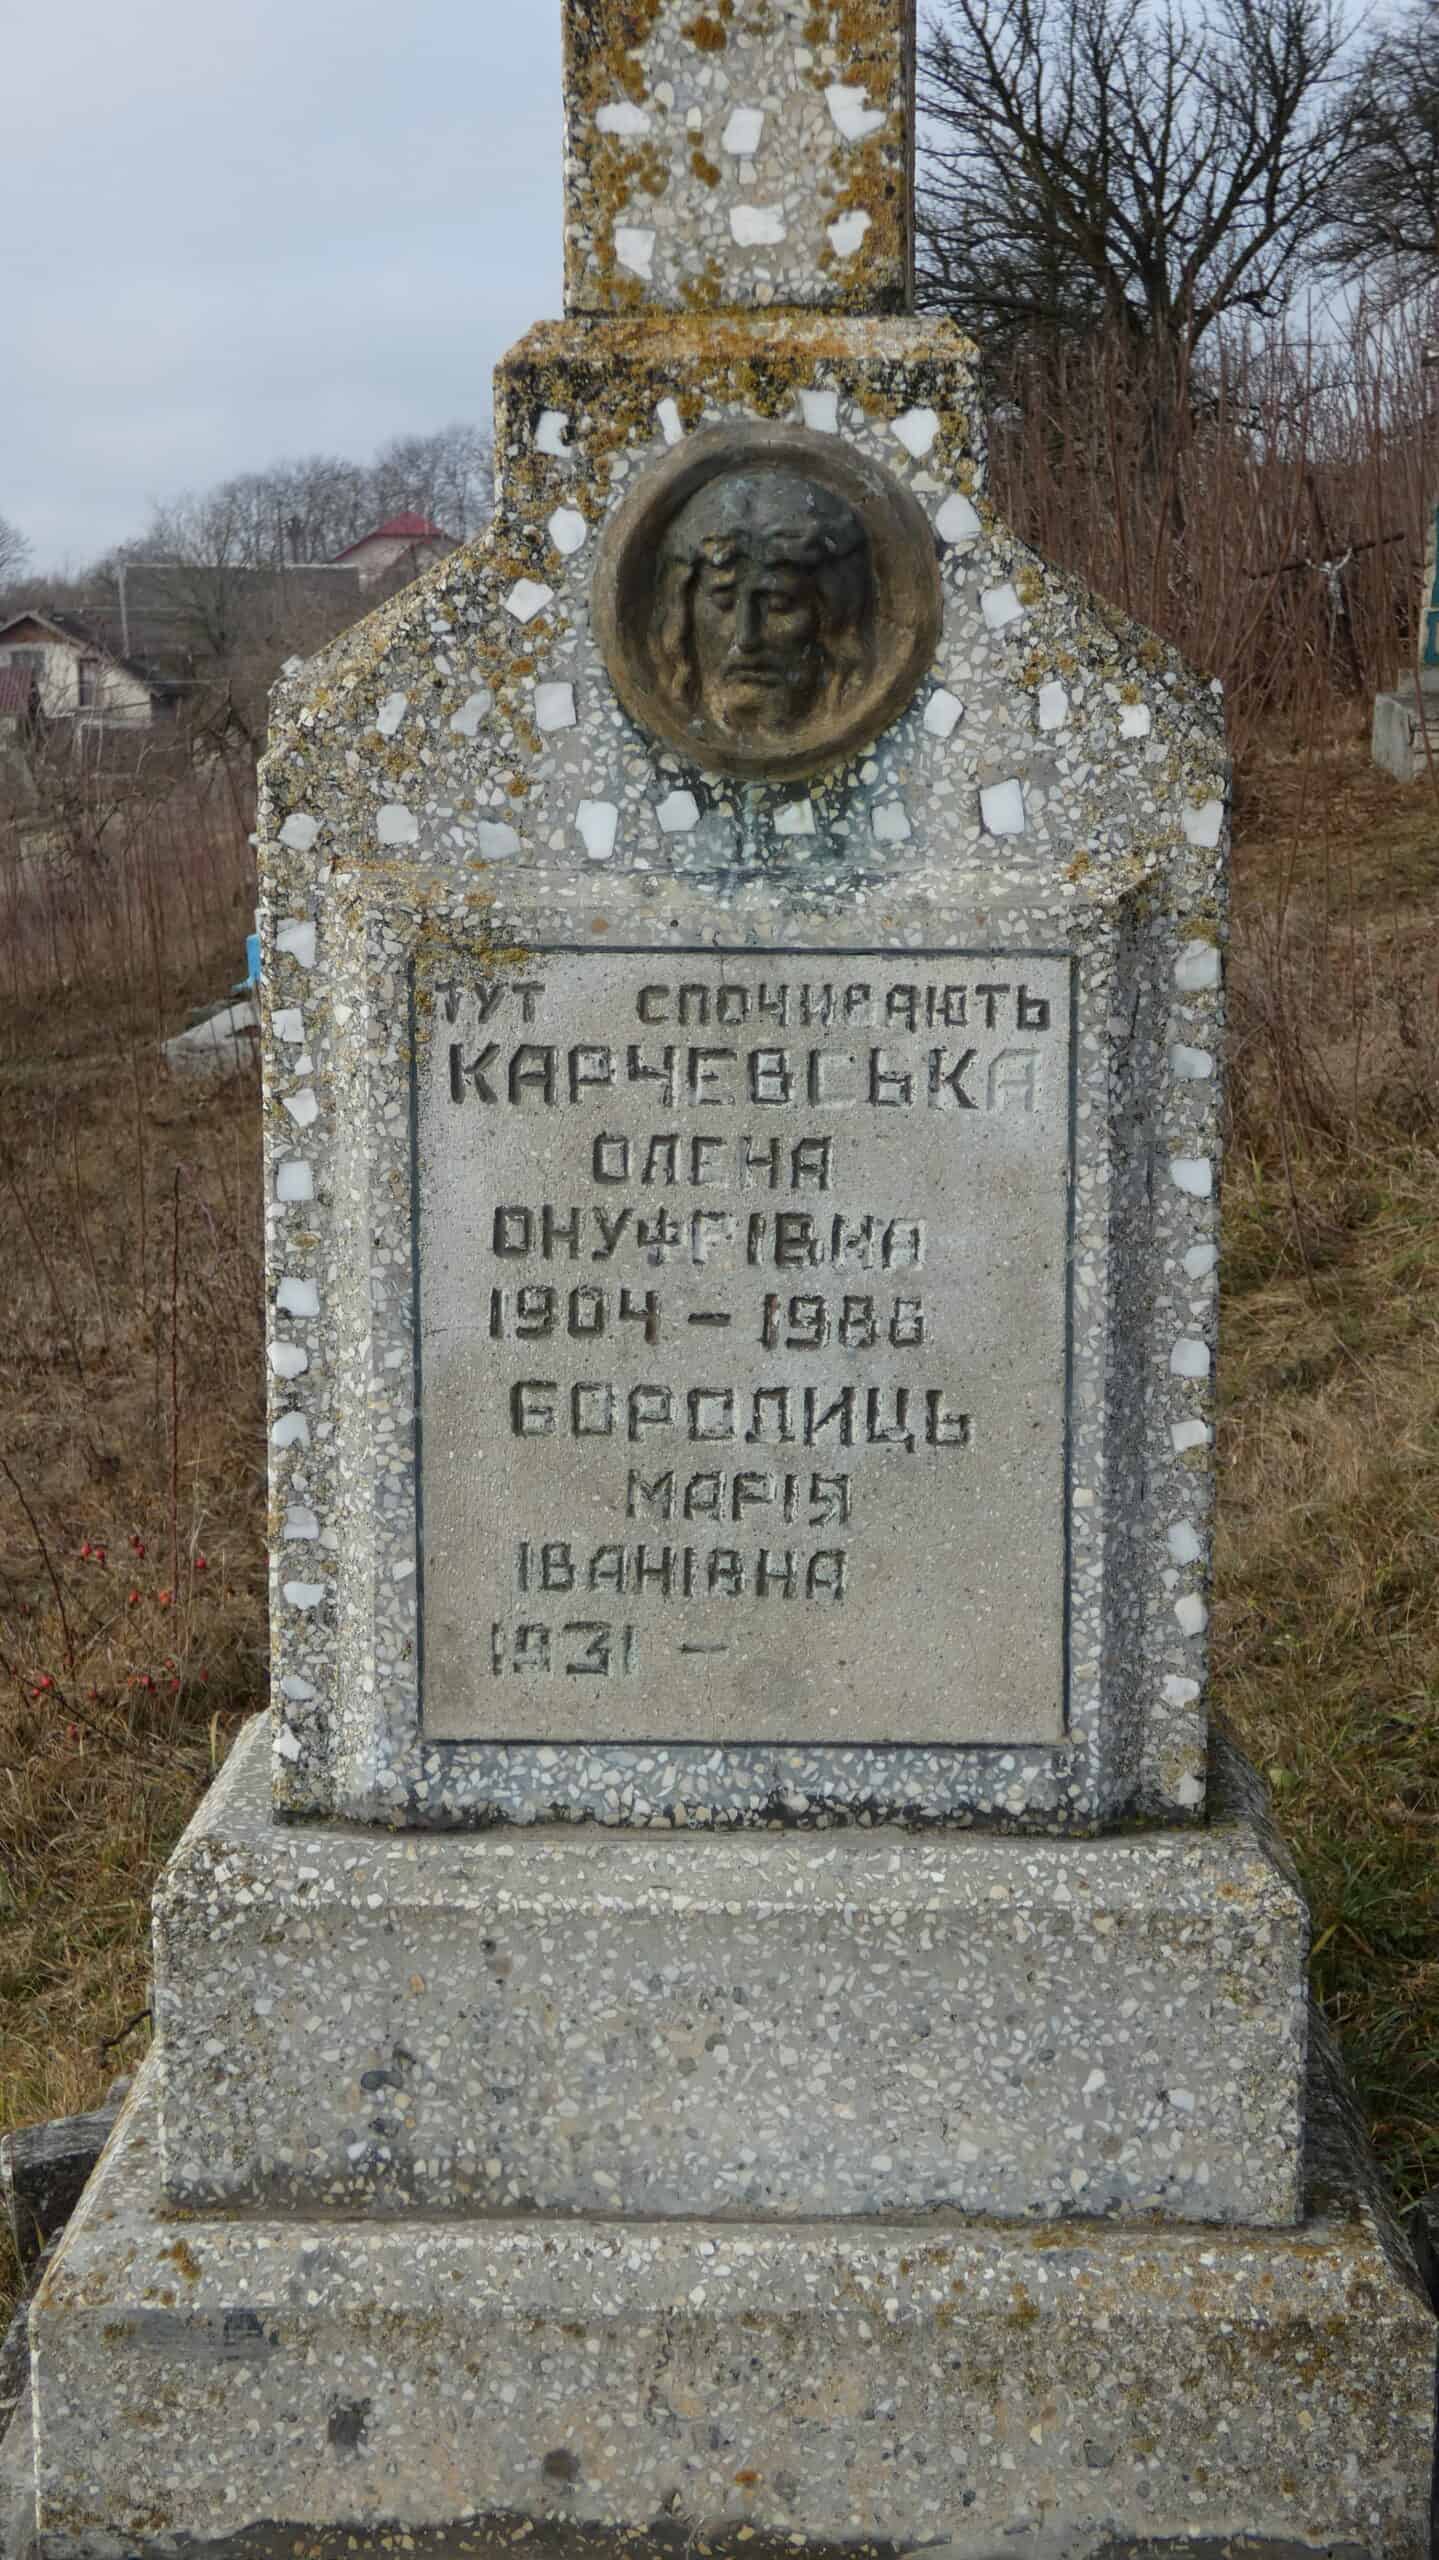 ТУТ СПОЧИВАЮТЬ
КАРЧЕВСЬКА
ОЛЕНА
ОНУФРІВНА
1904 – 1986
БОРОДИЦЬ
МАРІЯ
ІВАНІВНА
1931 –